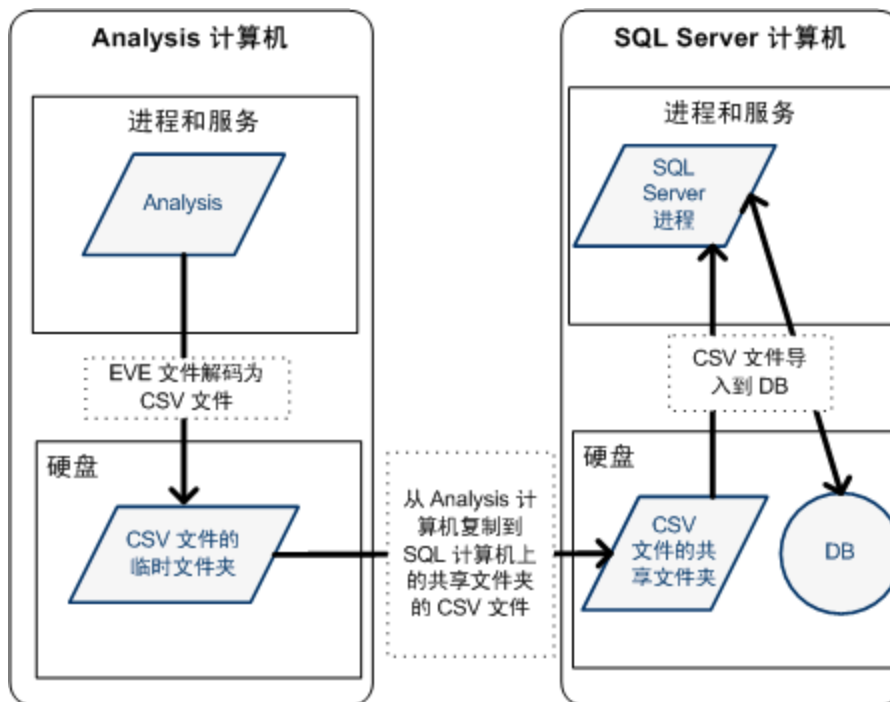 Analysis 计算机
进程和服务
Analysis
EVE 文件解码为
CSV 文件
硬盘
CSV 文件的
临时文件夹
从 Analysis 计
算机复制到
SQL 计算机上
的共享文件夹
的 CSV 文件
SQL Server 计算机
进程和服务
SQL
Server
进程
CSV 文件导
入到 DB
硬盘
CSV
文件的共
享文件夹
DB